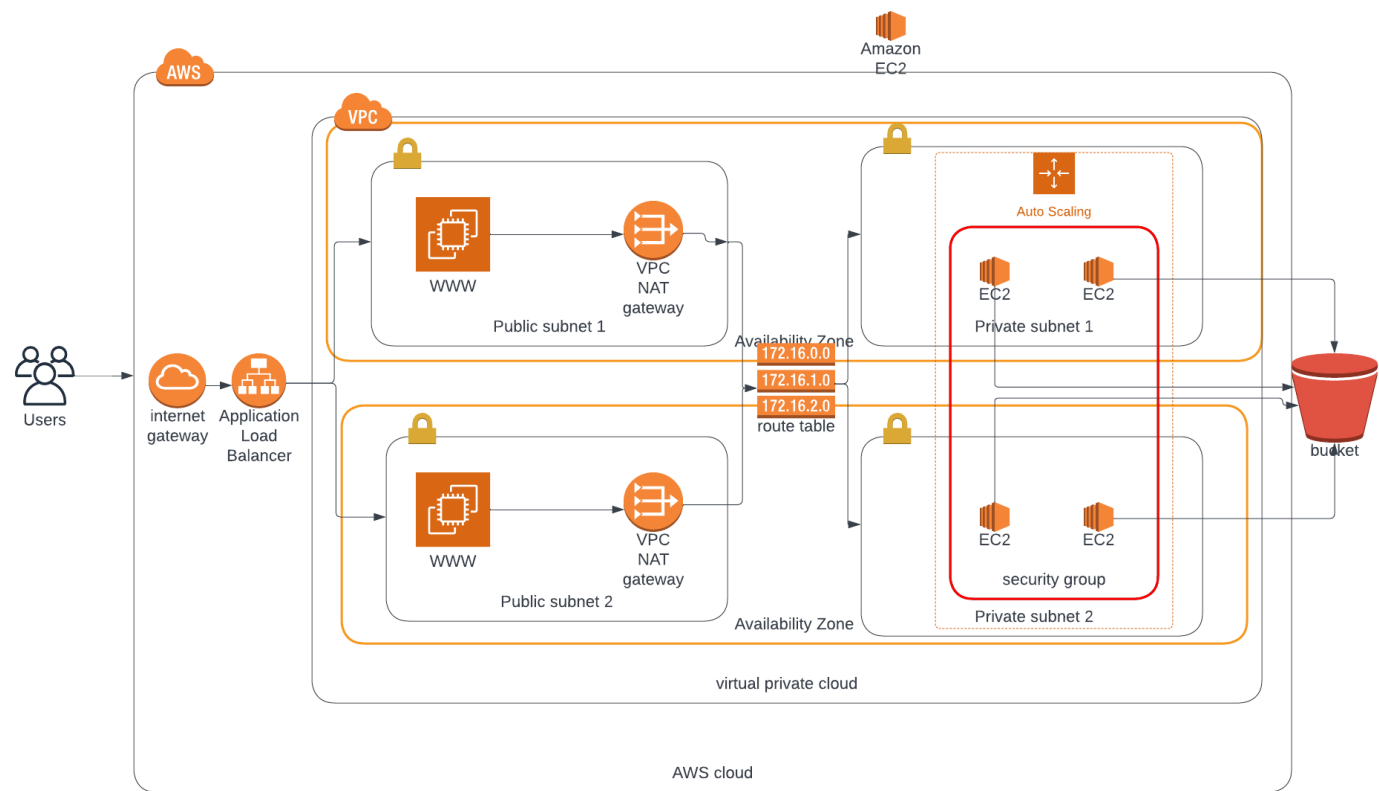 Amazon
EC2
AWS
VPC
WWW
VPC
NAT
gateway
Public subnet 1
Auto Scaling
EC2
EC2
Private subnet 1
Availability Zone
172.16.0.0
172.16.1.0
172.16.2.0
route table
Users
internet
gateway
Application
Load
Balancer
bucket
WWW
VPC
NAT
gateway
Public subnet 2
EC2
EC2
security group
Private subnet 2
Availability Zone
virtual private cloud
AWS cloud